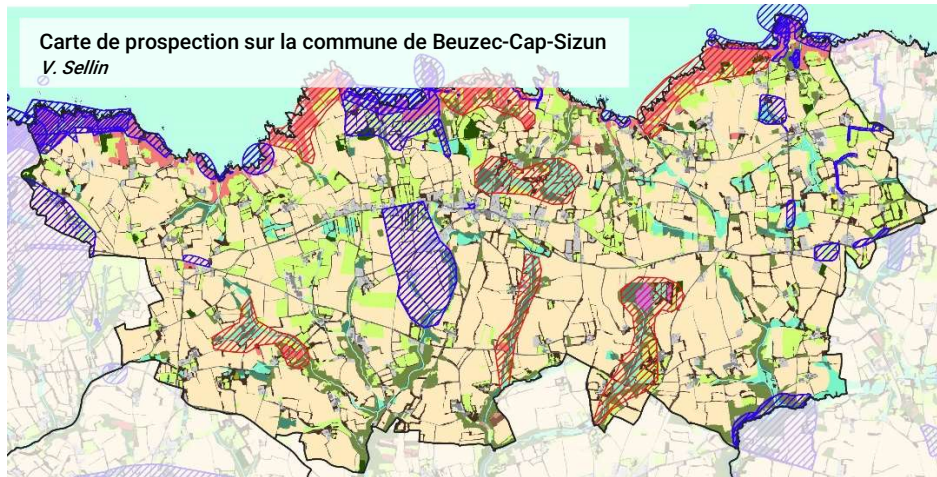 Carte de prospection sur la commune de Beuzec-Cap-Sizun
V. Sellin